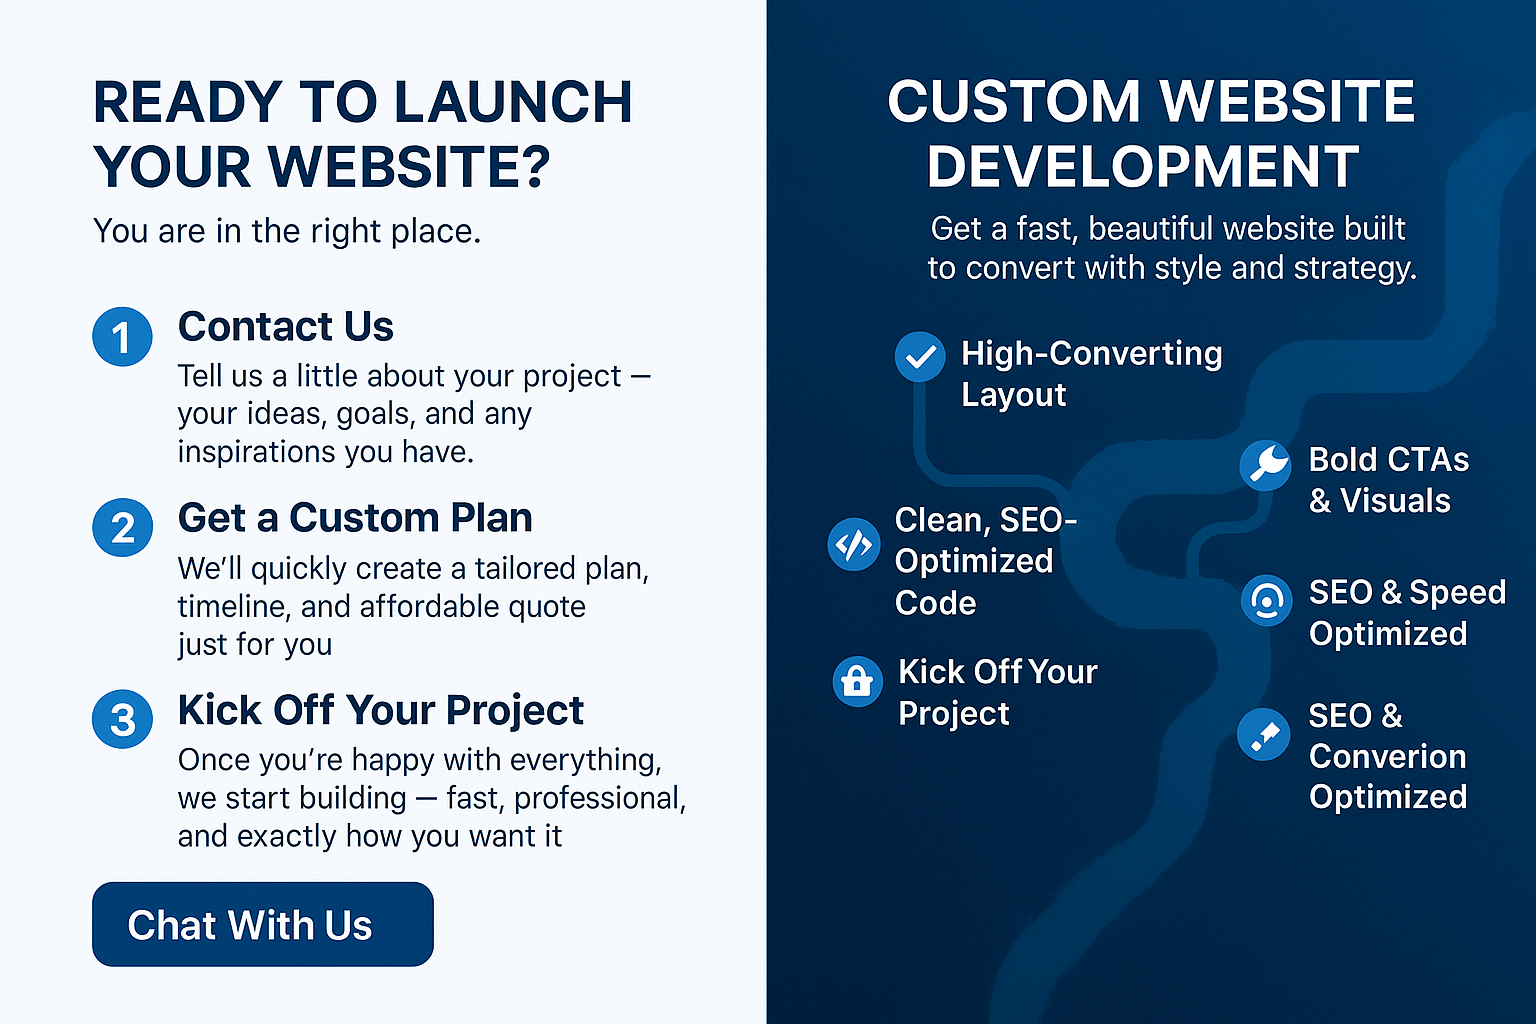 READY TO LAUNCH
YOUR WEBSITE?
You are in the right place.
1
Contact Us
Tell us a little about your project —
your ideas, goals, and any
inspirations you have.
2
Get a Custom Plan
We’ll quickly create a tailored plan,
timeline, and affordable quote
just for you
3
Kick Off Your Project
Once you’re happy with everything,
we start building — fast, professional,
and exactly how you want it
Chat With Us
CUSTOM WEBSITE
DEVELOPMENT
Get a fast, beautiful website built
to convert with style and strategy.
High-Converting
Layout
Bold CTAs
& Visuals
Clean, SEO-
Optimized
Code
SEO & Speed
Optimized
Kick Off Your
Project
SEO &
Converion
Optimized